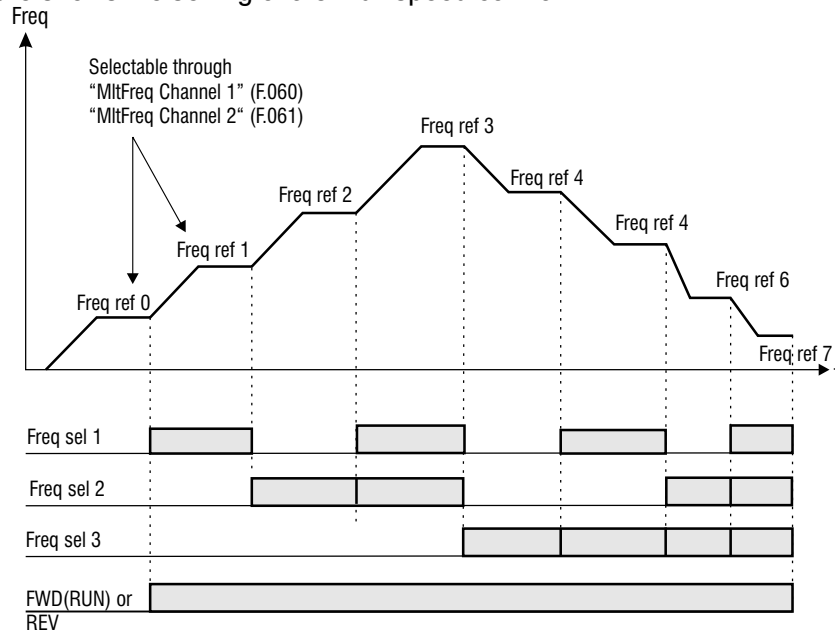 Freq
Selectable through
“MltFreq Channel 1” (F.060)
“MltFreq Channel 2“ (F.061)
Freq ref 3
Freq ref 4
Freq ref 2
Freq ref 4
Freq ref 1
Freq ref 6
Freq ref 0
Freq ref 7
Freq sel 1
Freq sel 2
Freq sel 3
FWD(RUN) or
REV